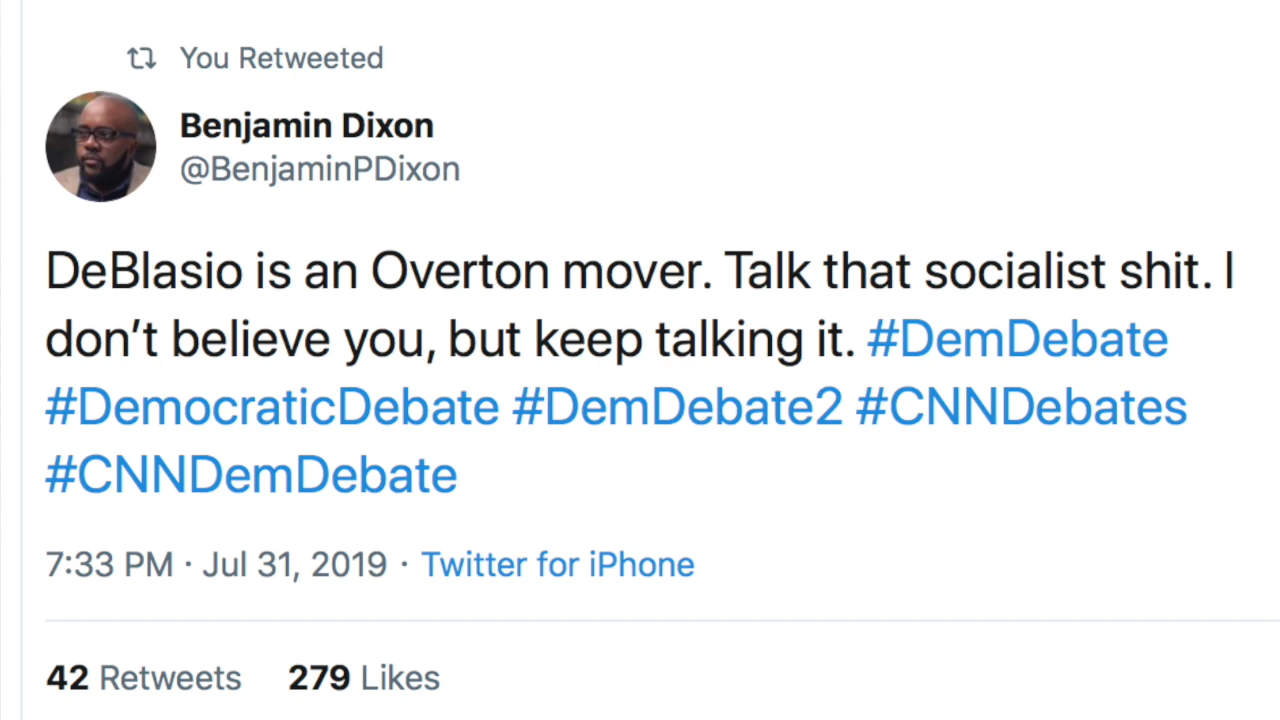 You Retweeted
Benjamin Dixon
@BenjaminPDixon
DeBlasio is an Overton mover. Talk that socialist shit. I
don’t believe you, but keep talking it. #DemDebate
#DemocraticDebate #DemDebate2 #CNNDebates
#CNNDemDebate
7:33 PM · Jul 31, 2019 · Twitter for iPhone
42 Retweets 279 Likes